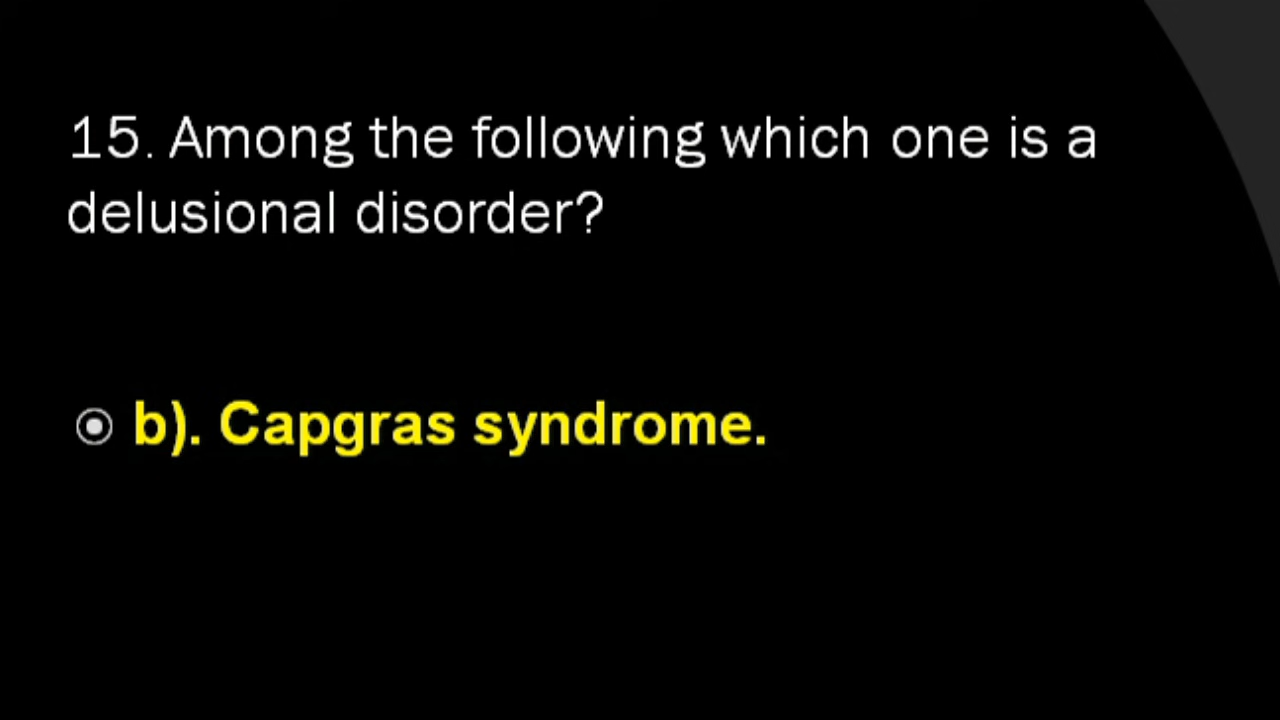 15. Among the following which one is a
delusional disorder?
b). Capgras syndrome.